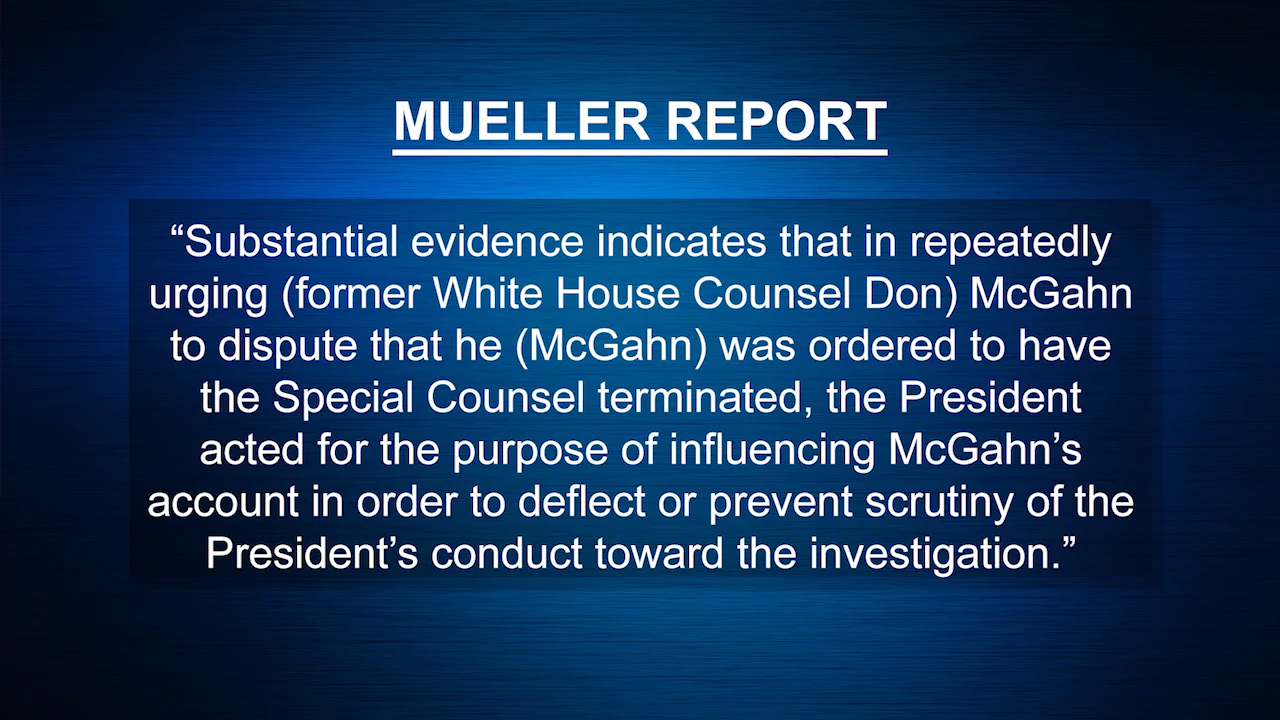 MUELLER REPORT
“Substantial evidence indicates that in repeatedly
urging (former White House Counsel Don) McGahn
to dispute that he (McGahn) was ordered to have
the Special Counsel terminated, the President
acted for the purpose of influencing McGahn’s
account in order to deflect or prevent scrutiny of the
President’s conduct toward the investigation.”